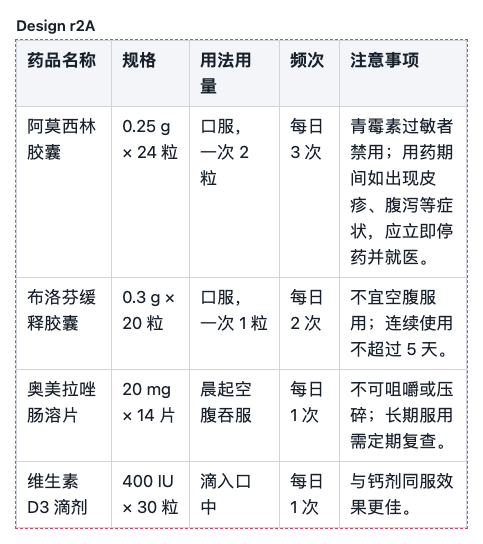 Design r2A
药品名称
规格
用法用
量
频次
注意事项
阿莫西林
胶囊
0.25 g
× 24 粒
口服，
一次 2
粒
每日
3 次
青霉素过敏者
禁用；用药期
间如出现皮
疹、腹泻等症
状，应立即停
药并就医。
布洛芬缓
释胶囊
0.3 g ×
20 粒
口服，
一次 1 粒
每日
2 次
不宜空腹服
用；连续使用
不超过 5 天。
奥美拉唑
肠溶片
20 mg
× 14 片
晨起空
腹吞服
每日
1 次
不可咀嚼或压
碎；长期服用
需定期复查。
维生素
D3 滴剂
400 IU
× 30 粒
滴入口
中
每日
1 次
与钙剂同服效
果更佳。